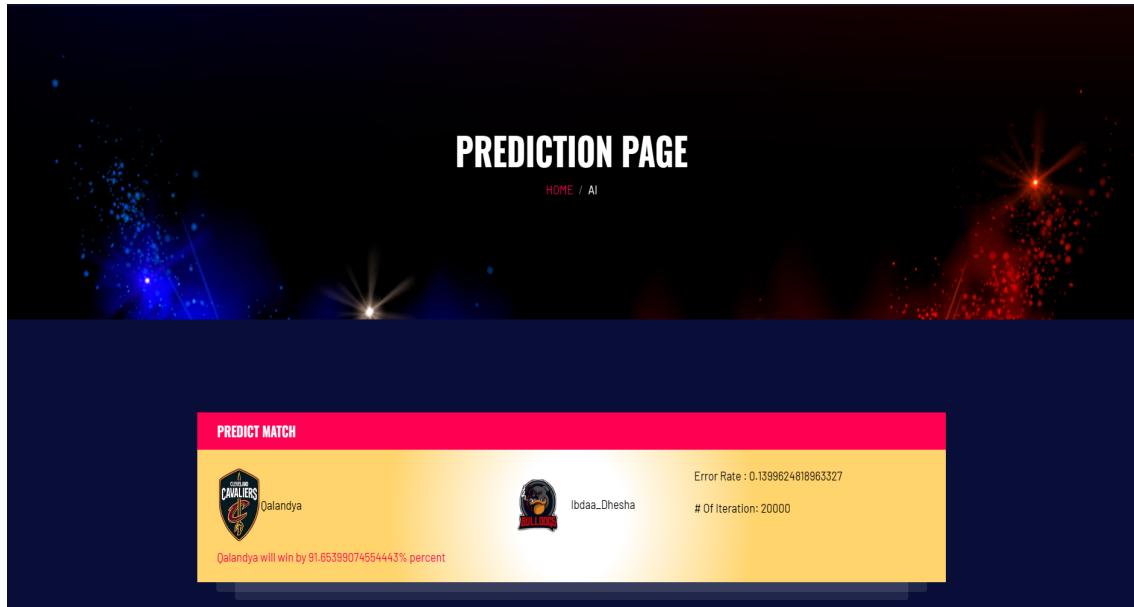 PREDICTION PAGE
HOME / AI
PREDICT MATCH
CLEVELAND
CAVALIERS
Qalandya
BULLDOGS
Ibdaa_Dhesha
Error Rate : 0.1399624818963327
# Of Iteration: 20000
Qalandya will win by 91.65399074554443% percent